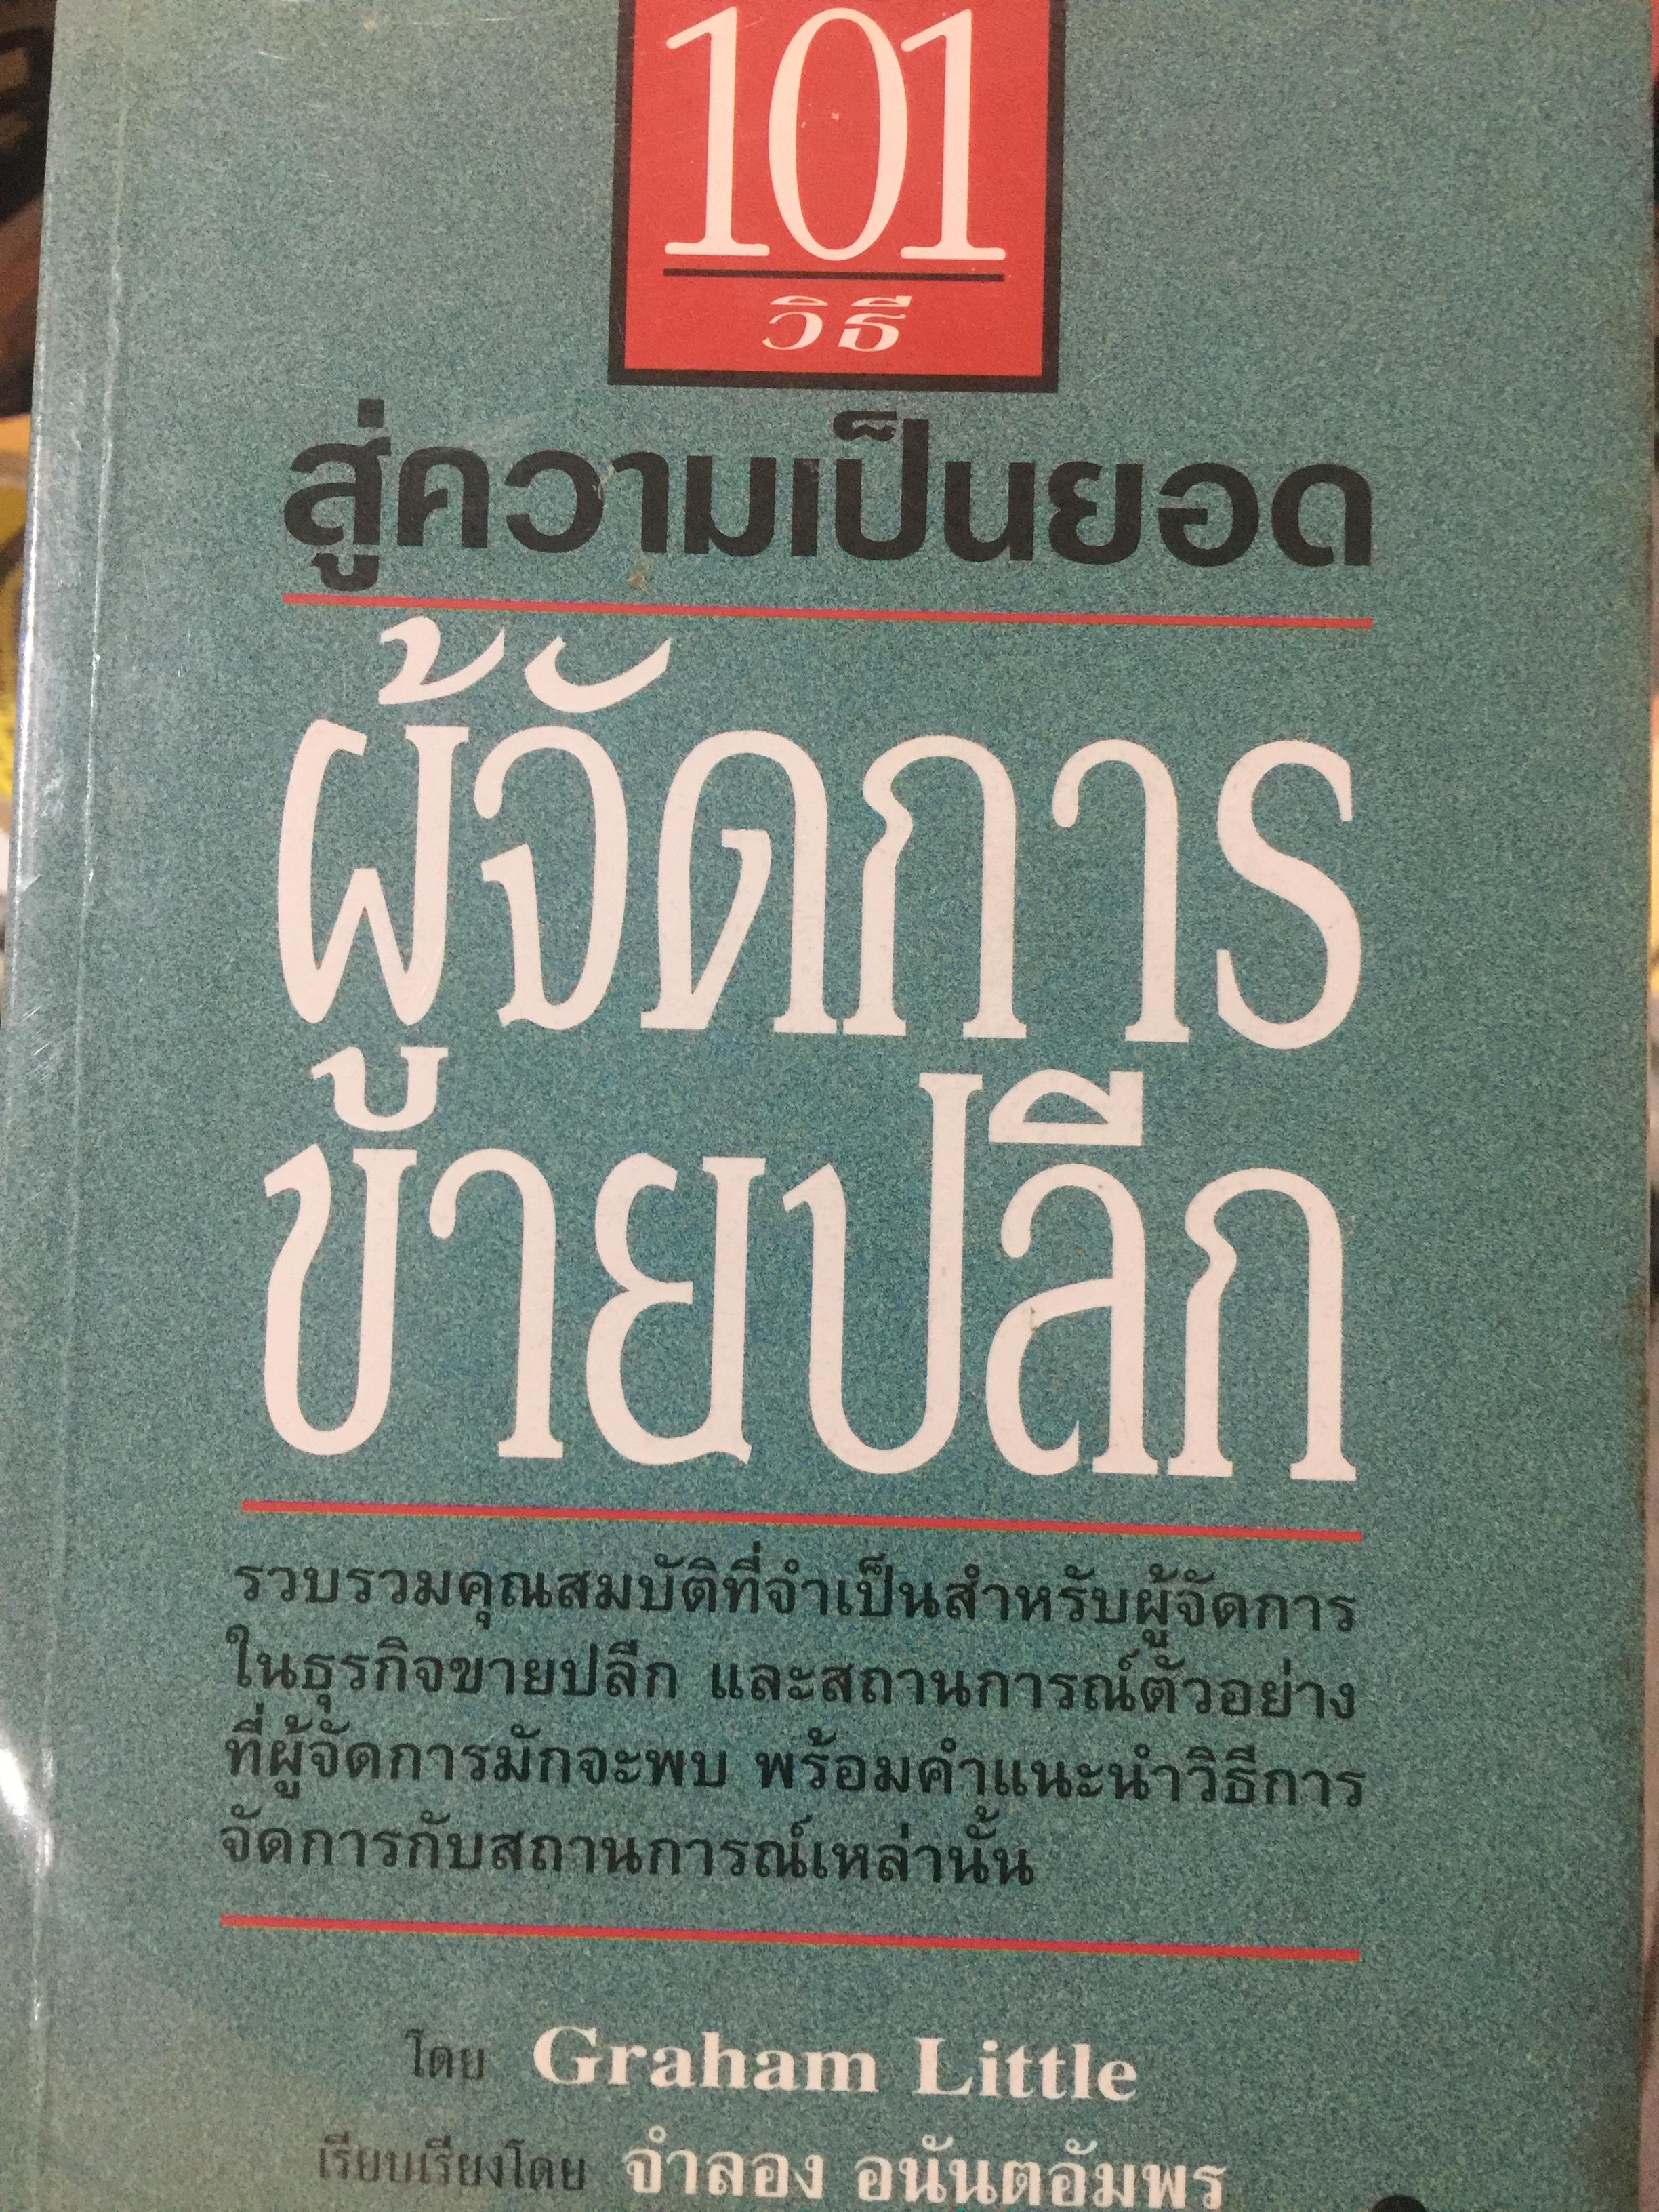 101
วิธี
สู่ความเป็นยอด
ผู้จัดการ
ขายปลีก
รวบรวมคุณสมบัติที่จำเป็นสำหรับผู้จัดการ
ในธุรกิจขายปลีก และสถานการณ์ตัวอย่าง
ที่ผู้จัดการมักจะพบ พร้อมคำแนะนำวิธีการ
จัดการกับสถานการณ์เหล่านั้น
โดย Graham Little
เรียบเรียงโดย จำลอง อนันตอัมพร